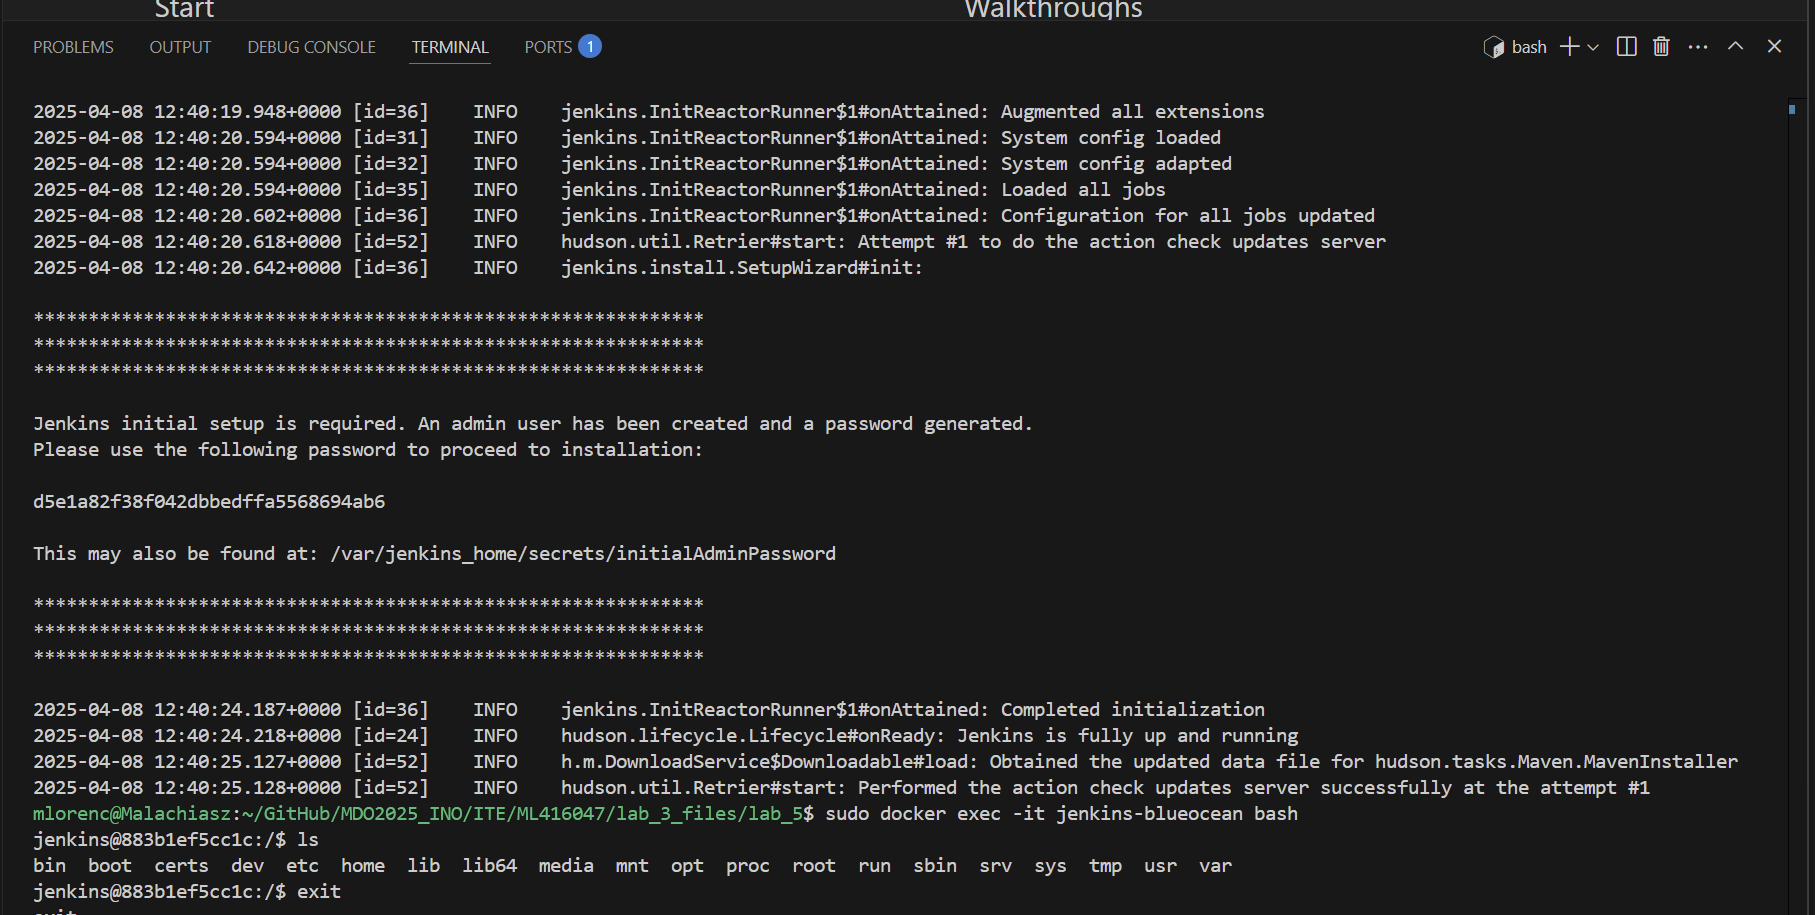 Start Walkthroughs
PROBLEMS OUTPUT DEBUG CONSOLE TERMINAL PORTS 1 bash
2025-04-08 12:40:19.948+0000 [id=36] INFO jenkins.InitReactorRunner$1#onAttained: Augmented all extensions
2025-04-08 12:40:20.594+0000 [id=31] INFO jenkins.InitReactorRunner$1#onAttained: System config loaded
2025-04-08 12:40:20.594+0000 [id=32] INFO jenkins.InitReactorRunner$1#onAttained: System config adapted
2025-04-08 12:40:20.594+0000 [id=35] INFO jenkins.InitReactorRunner$1#onAttained: Loaded all jobs
2025-04-08 12:40:20.602+0000 [id=36] INFO jenkins.InitReactorRunner$1#onAttained: Configuration for all jobs updated
2025-04-08 12:40:20.618+0000 [id=52] INFO hudson.util.Retrier#start: Attempt #1 to do the action check updates server
2025-04-08 12:40:20.642+0000 [id=36] INFO jenkins.install.SetupWizard#init:
*************************************************************
*************************************************************
*************************************************************
Jenkins initial setup is required. An admin user has been created and a password generated.
Please use the following password to proceed to installation:
d5e1a82f38f042dbbedffa5568694ab6
This may also be found at: /var/jenkins_home/secrets/initialAdminPassword
*************************************************************
*************************************************************
*************************************************************
2025-04-08 12:40:24.187+0000 [id=36] INFO jenkins.InitReactorRunner$1#onAttained: Completed initialization
2025-04-08 12:40:24.218+0000 [id=24] INFO hudson.lifecycle.Lifecycle#onReady: Jenkins is fully up and running
2025-04-08 12:40:25.127+0000 [id=52] INFO h.m.DownloadService$Downloadable#load: Obtained the updated data file for hudson.tasks.Maven.MavenInstaller
2025-04-08 12:40:25.128+0000 [id=52] INFO hudson.util.Retrier#start: Performed the action check updates server successfully at the attempt #1
mlorenc@Malachiasz:~/GitHub/MDO2025_INO/ITE/ML416047/lab_3_files/lab_5$ sudo docker exec -it jenkins-blueocean bash
jenkins@883b1ef5cc1c:/$ ls
bin boot certs dev etc home lib lib64 media mnt opt proc root run sbin srv sys tmp usr var
jenkins@883b1ef5cc1c:/$ exit
exit